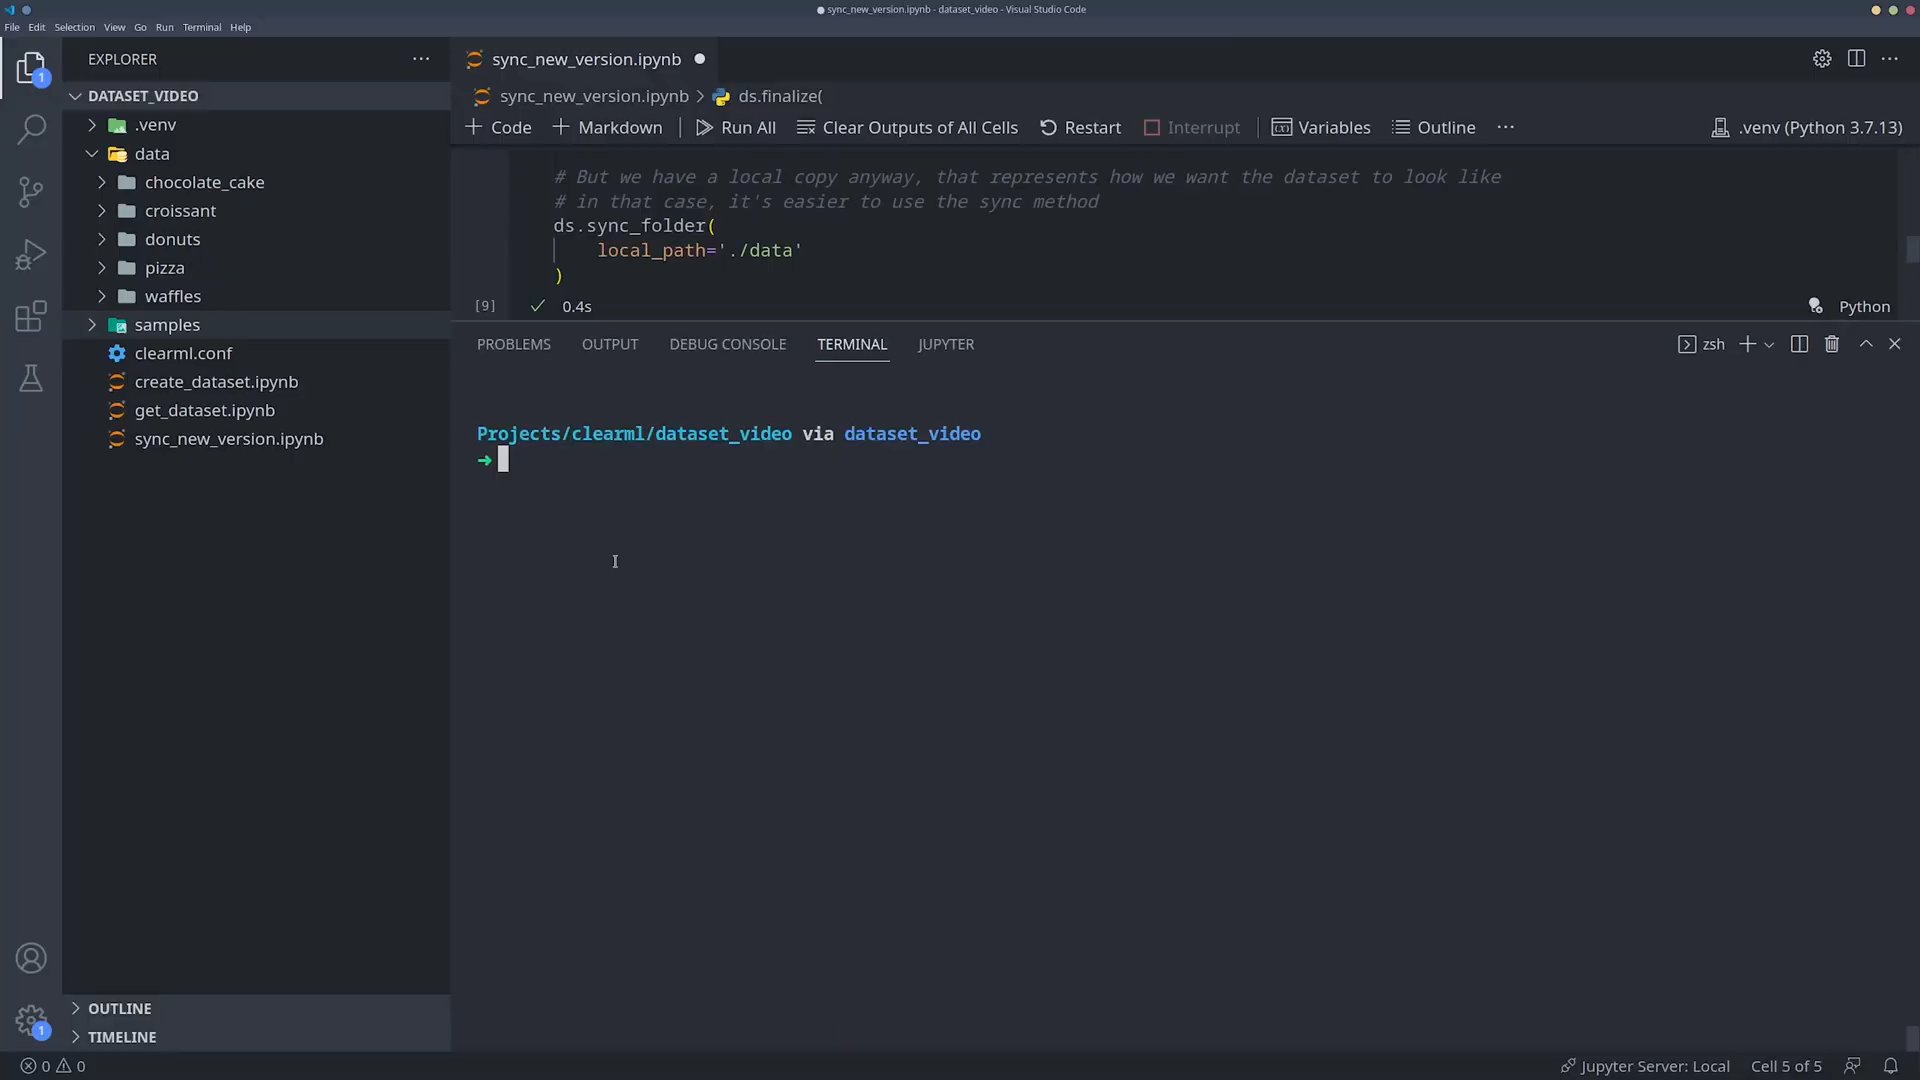 sync_new_version.ipynb - dataset_video - Visual Studio Code
File Edit Selection View Go Run Terminal Help
EXPLORER
DATASET_VIDEO
.venv
data
chocolate_cake
croissant
donuts
pizza
waffles
samples
clearml.conf
create_dataset.ipynb
get_dataset.ipynb
sync_new_version.ipynb
OUTLINE
TIMELINE
sync_new_version.ipynb
sync_new_version.ipynb > ds.finalize(
+ Code + Markdown Run All Clear Outputs of All Cells Restart Interrupt Variables Outline ... .venv (Python 3.7.13)
# But we have a local copy anyway, that represents how we want the dataset to look like
# in that case, it's easier to use the sync method
ds.sync_folder(
local_path='./data'
)
[9] ✓ 0.4s Python
PROBLEMS OUTPUT DEBUG CONSOLE TERMINAL JUPYTER zsh
Projects/clearml/dataset_video via dataset_video
➜
1
1
0 0 Jupyter Server: Local Cell 5 of 5